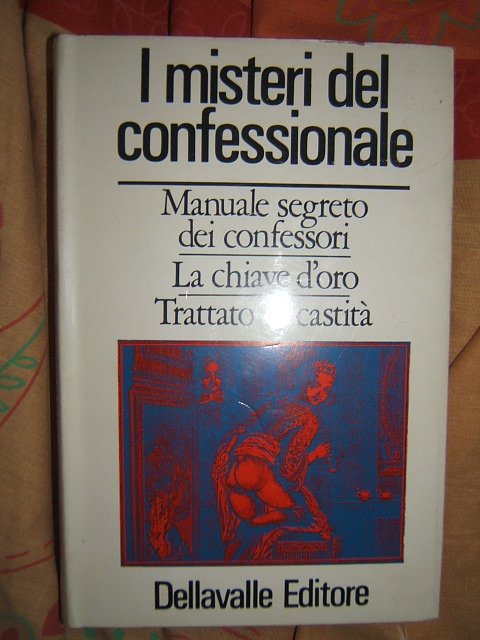 I misteri del
confessionale
Manuale segreto
dei confessori
La chiave d'oro
Trattato castità
Dellavalle Editore